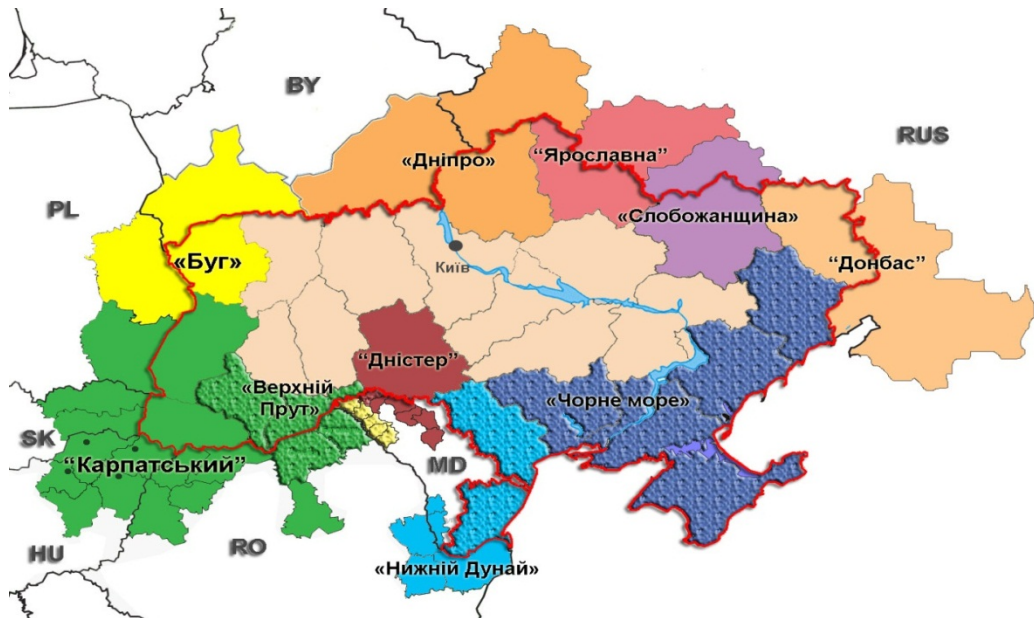 BY
RUS
«Дніпро»
“Ярославна”
PL
«Слобожанщина»
«Буг»
Київ
“Донбас”
“Дністер”
«Верхній
Прут»
«Чорне море»
SK
“Карпатський”
MD
HU
RO
«Нижній Дунай»